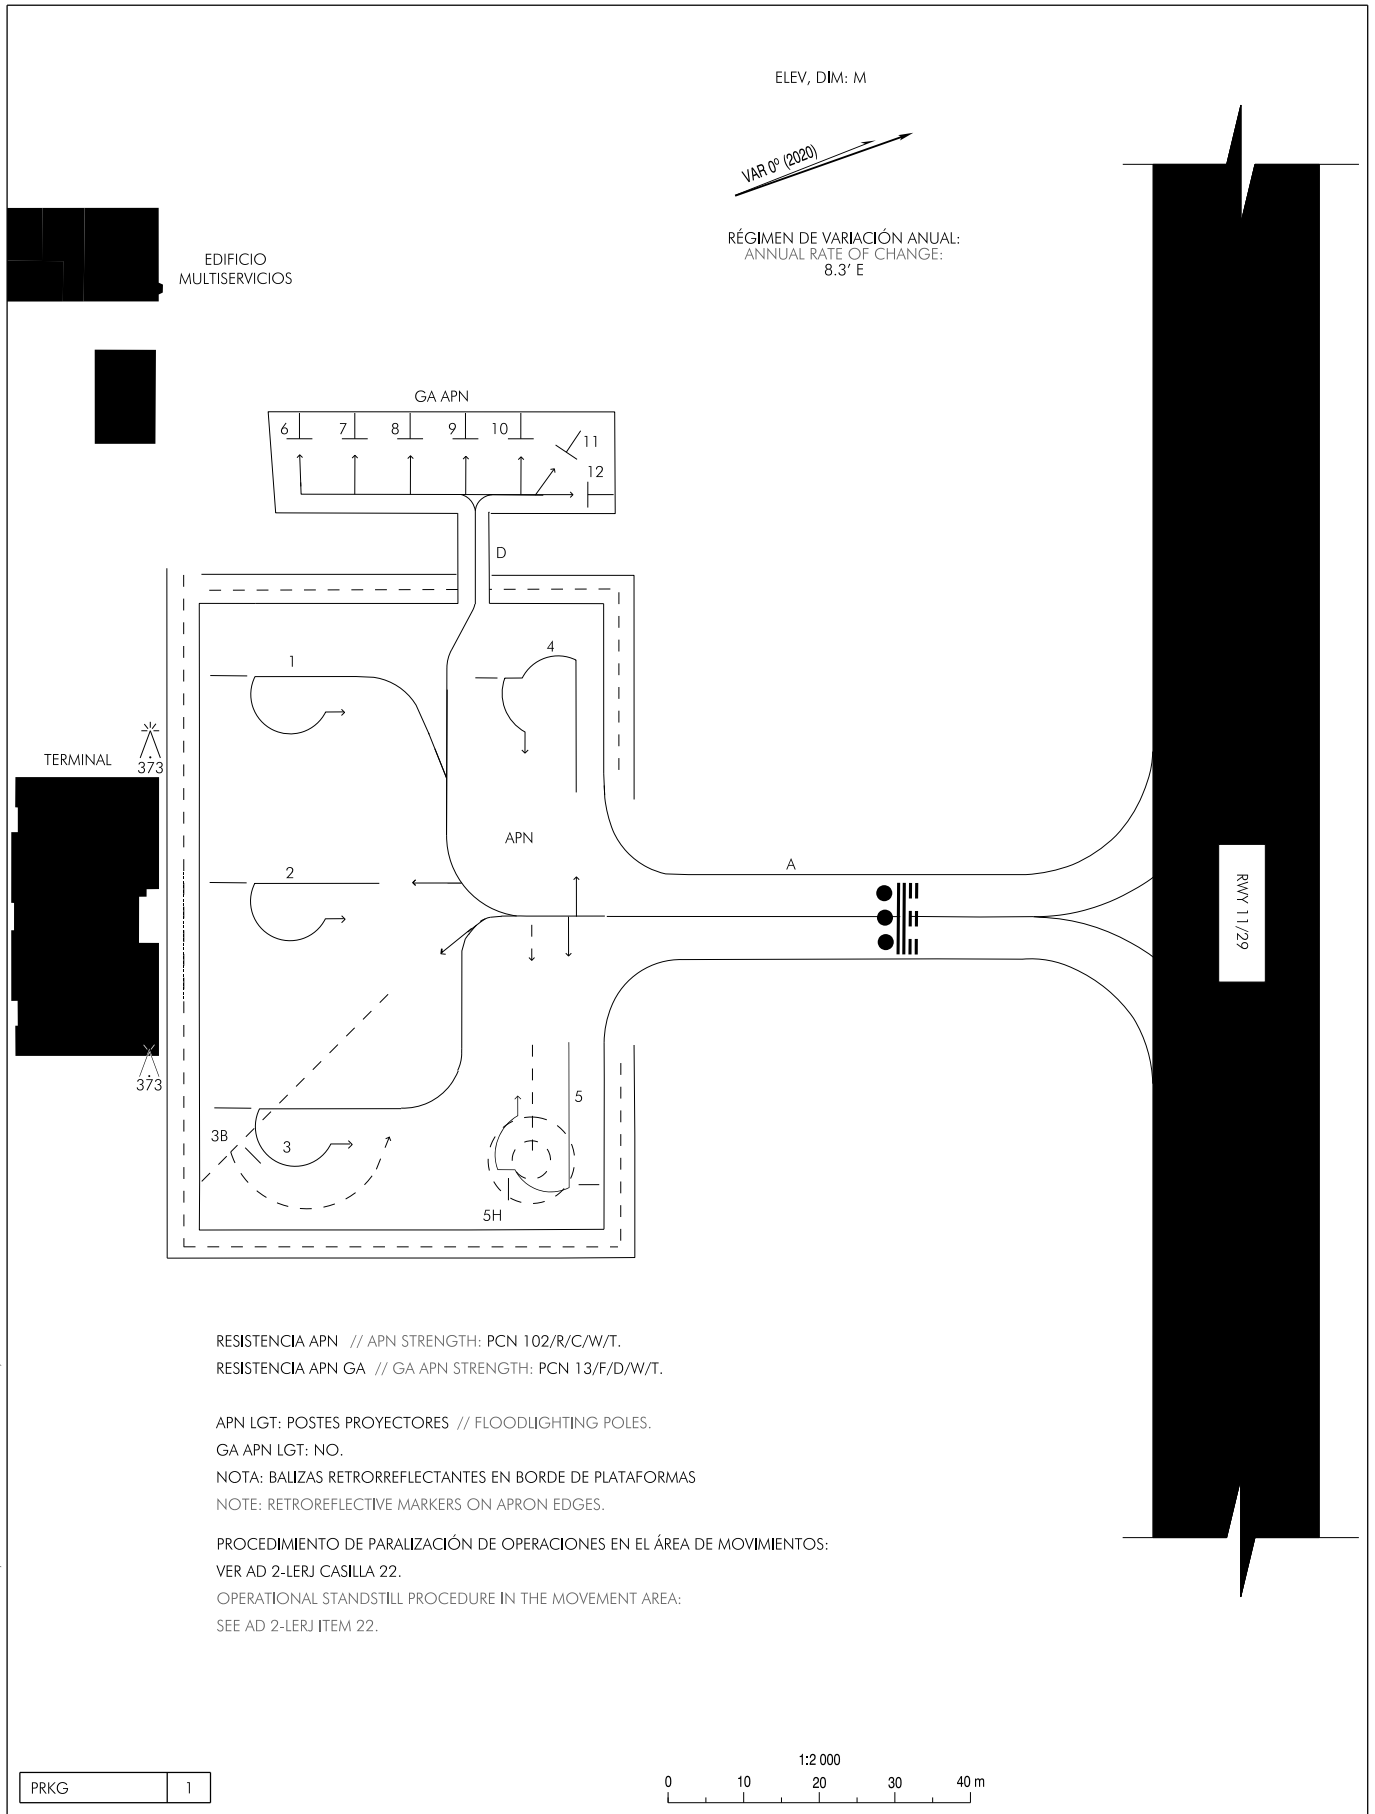 ELEV, DIM: M
VAR 0º (2020)
RÉGIMEN DE VARIACIÓN ANUAL:
ANNUAL RATE OF CHANGE:
8.3' E
EDIFICIO
MULTISERVICIOS
GA APN
6 7 8 9 10 11
12
D
1 4
TERMINAL
373
APN
A
2
RWY 11/29
373
5
3B 3
5H
RESISTENCIA APN // APN STRENGTH: PCN 102/R/C/W/T.
RESISTENCIA APN GA // GA APN STRENGTH: PCN 13/F/D/W/T.
APN LGT: POSTES PROYECTORES // FLOODLIGHTING POLES.
GA APN LGT: NO.
NOTA: BALIZAS RETRORREFLECTANTES EN BORDE DE PLATAFORMAS
NOTE: RETROREFLECTIVE MARKERS ON APRON EDGES.
PROCEDIMIENTO DE PARALIZACIÓN DE OPERACIONES EN EL ÁREA DE MOVIMIENTOS:
VER AD 2-LERJ CASILLA 22.
OPERATIONAL STANDSTILL PROCEDURE IN THE MOVEMENT AREA:
SEE AD 2-LERJ ITEM 22.
PRKG 1
1:2 000
0 10 20 30 40 m